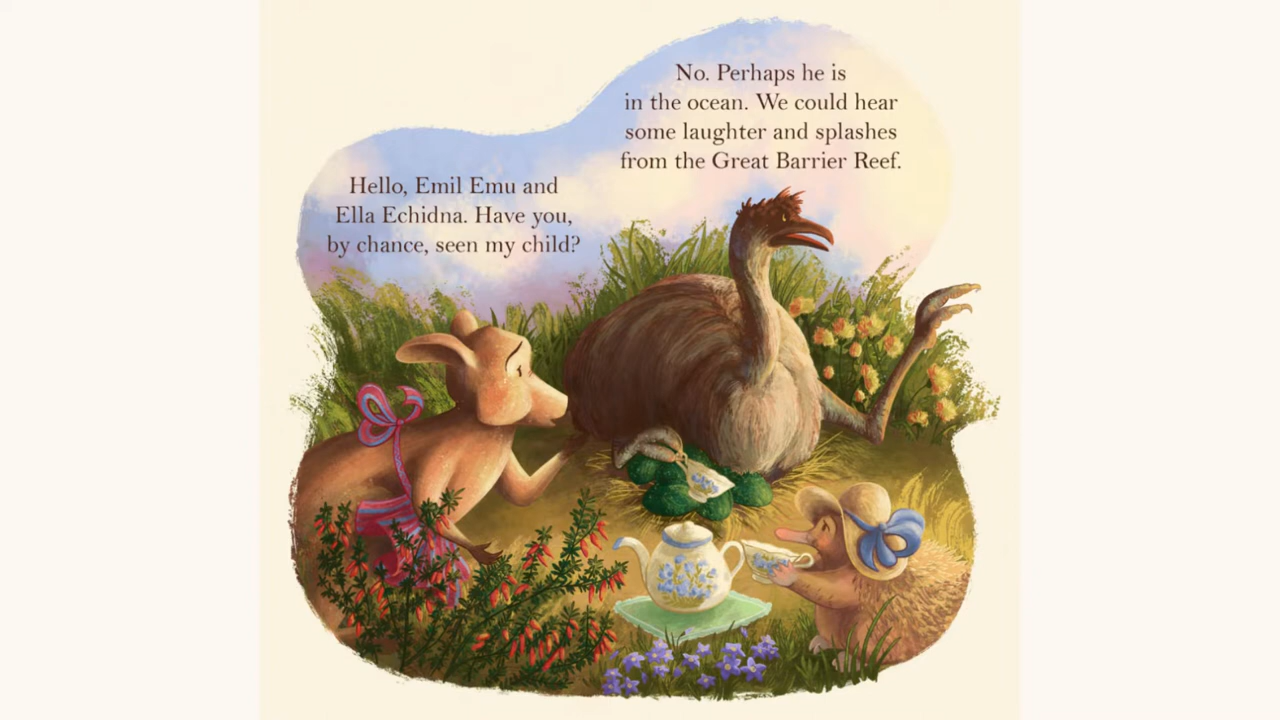 Hello, Emil Emu and
Ella Echidna. Have you,
by chance, seen my child?
No. Perhaps he is
in the ocean. We could hear
some laughter and splashes
from the Great Barrier Reef.